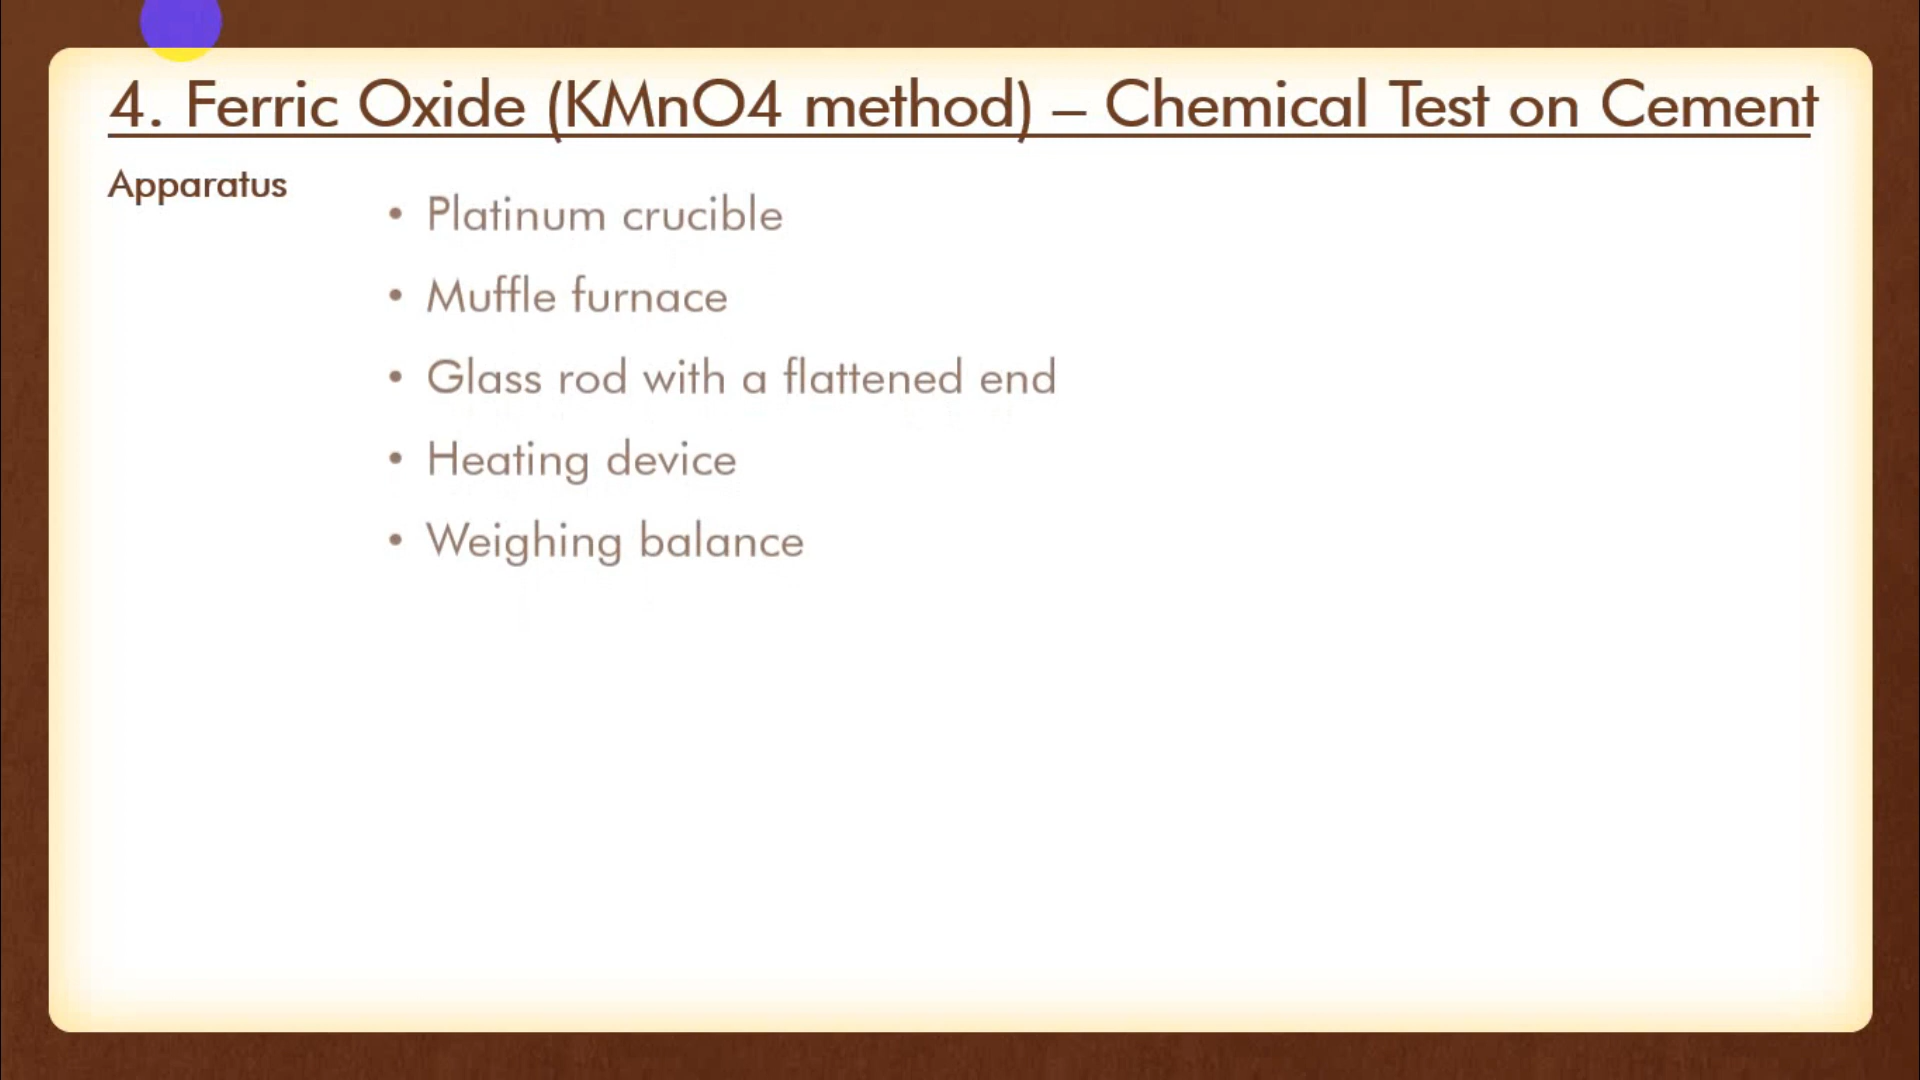 4. Ferric Oxide (KMnO4 method) – Chemical Test on Cement
Apparatus
• Platinum crucible
• Muffle furnace
• Glass rod with a flattened end
• Heating device
• Weighing balance